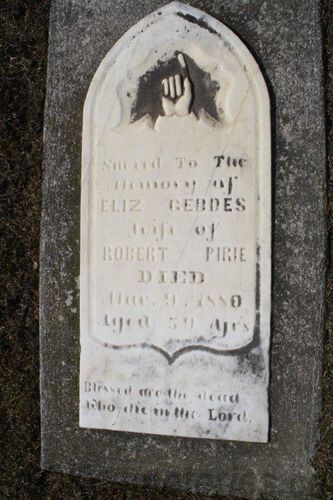 Sacred To The
Memory of
ELIZ GEDDES
Wife of
ROBERT PIRIE
DIED
Mar. 9, 1880
Aged 59 Y'rs
Blessed are the dead
who die in the Lord.